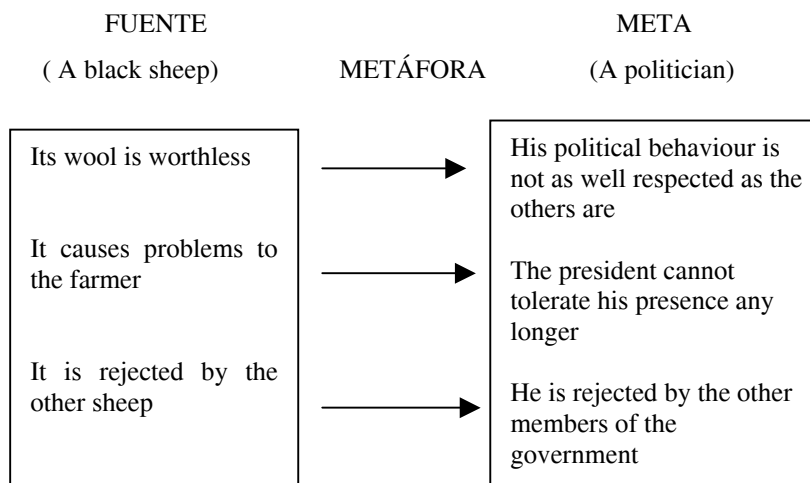 FUENTE META
( A black sheep) METÁFORA (A politician)
Its wool is worthless
It causes problems to
the farmer
It is rejected by the
other sheep
His political behaviour is
not as well respected as the
others are
The president cannot
tolerate his presence any
longer
He is rejected by the other
members of the
government